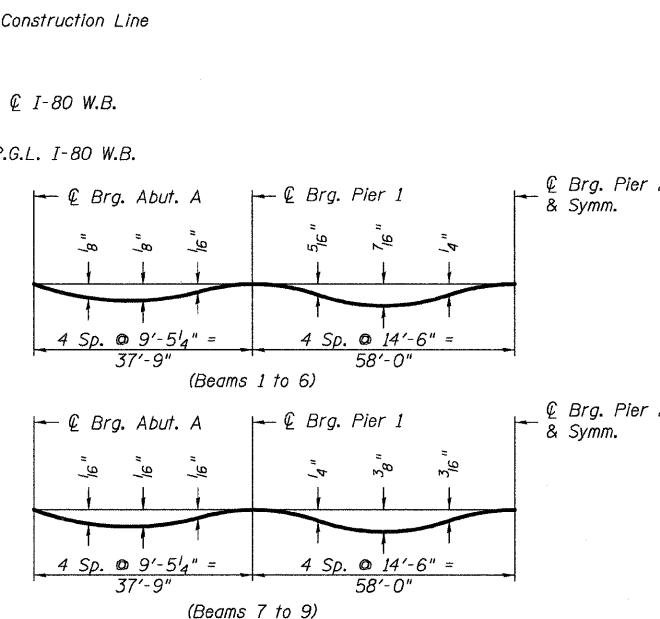 Construction Line
℄ I-80 W.B.
P.G.L. I-80 W.B.
℄ Brg. Abut. A
℄ Brg. Pier 1
℄ Brg. Pier
& Symm.
1/8"
1/8"
1/16"
5/16"
7/16"
1/4"
4 Sp. @ 9'-5 1/4" =
37'-9"
4 Sp. @ 14'-6" =
58'-0"
(Beams 1 to 6)
℄ Brg. Abut. A
℄ Brg. Pier 1
℄ Brg. Pier
& Symm.
1/16"
1/16"
1/16"
1/4"
3/8"
3/16"
4 Sp. @ 9'-5 1/4" =
37'-9"
4 Sp. @ 14'-6" =
58'-0"
(Beams 7 to 9)